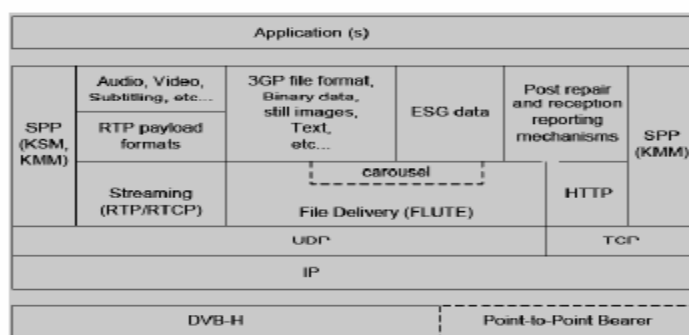 Application (s)
SPP
(KSM,
KMM)
Audio, Video,
Subtitling, etc...
RTP payload
formats
Streaming
(RTP/RTCP)
3GP file format,
Binary data,
still images,
Text,
etc...
ESG data
carousel
File Delivery (FLUTE)
Post repair
and reception
reporting
mechanisms
HTTP
SPP
(KMM)
UDP
TCP
IP
DVB-H
Point-to-Point Bearer